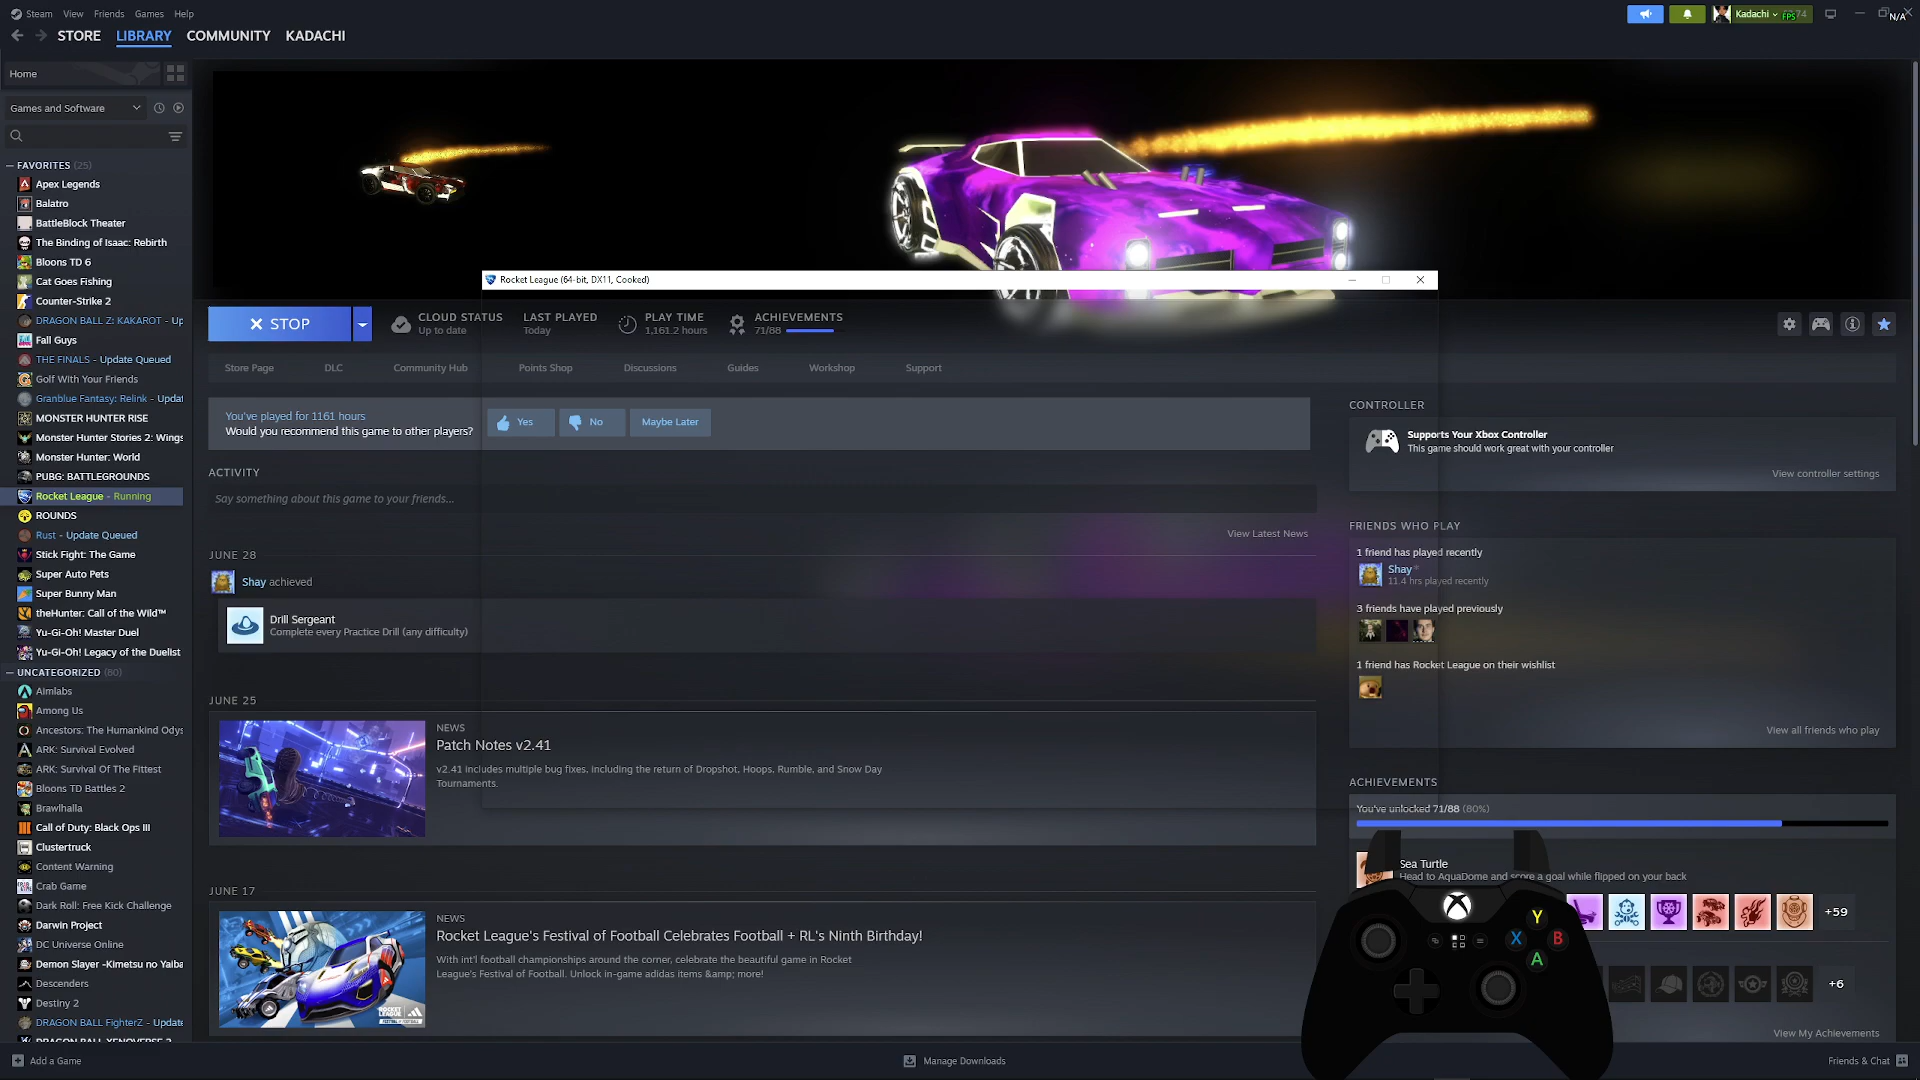 Steam View Friends Games Help
Kadachi
FPS 74
N/A
STORE LIBRARY COMMUNITY KADACHI
Home
Games and Software
FAVORITES (25)
Apex Legends
Balatro
BattleBlock Theater
The Binding of Isaac: Rebirth
Bloons TD 6
Cat Goes Fishing
Counter-Strike 2
DRAGON BALL Z: KAKAROT - Up
Fall Guys
THE FINALS - Update Queued
Golf With Your Friends
Granblue Fantasy: Relink - Updat
MONSTER HUNTER RISE
Monster Hunter Stories 2: Wings
Monster Hunter: World
PUBG: BATTLEGROUNDS
Rocket League - Running
ROUNDS
Rust - Update Queued
Stick Fight: The Game
Super Auto Pets
Super Bunny Man
theHunter: Call of the Wild™
Yu-Gi-Oh! Master Duel
Yu-Gi-Oh! Legacy of the Duelist
UNCATEGORIZED (80)
Aimlabs
Among Us
Ancestors: The Humankind Odys
ARK: Survival Evolved
ARK: Survival Of The Fittest
Bloons TD Battles 2
Brawlhalla
Call of Duty: Black Ops III
Clustertruck
Content Warning
Crab Game
Dark Roll: Free Kick Challenge
Darwin Project
DC Universe Online
Demon Slayer -Kimetsu no Yaiba
Descenders
Destiny 2
DRAGON BALL FighterZ - Update
DRAGON BALL XENOVERSE 2
Add a Game
Rocket League (64-bit, DX11, Cooked)
STOP
CLOUD STATUS
Up to date
LAST PLAYED
Today
PLAY TIME
1,161.2 hours
ACHIEVEMENTS
71/88
Store Page DLC Community Hub Points Shop Discussions Guides Workshop Support
You've played for 1161 hours
Would you recommend this game to other players?
Yes No Maybe Later
ACTIVITY
Say something about this game to your friends...
View Latest News
JUNE 28
Shay achieved
Drill Sergeant
Complete every Practice Drill (any difficulty)
JUNE 25
NEWS
Patch Notes v2.41
v2.41 includes multiple bug fixes, including the return of Dropshot, Hoops, Rumble, and Snow Day
Tournaments.
JUNE 17
NEWS
Rocket League's Festival of Football Celebrates Football + RL's Ninth Birthday!
With int'l football championships around the corner, celebrate the beautiful game in Rocket
League's Festival of Football. Unlock in-game adidas items &amp; more!
CONTROLLER
Supports Your Xbox Controller
This game should work great with your controller
View controller settings
FRIENDS WHO PLAY
1 friend has played recently
Shay*
11.4 hrs played recently
3 friends have played previously
1 friend has Rocket League on their wishlist
View all friends who play
ACHIEVEMENTS
You've unlocked 71/88 (80%)
Sea Turtle
Head to AquaDome and score a goal while flipped on your back
+59
Y
X B
A
+6
View My Achievements
Manage Downloads
Friends & Chat